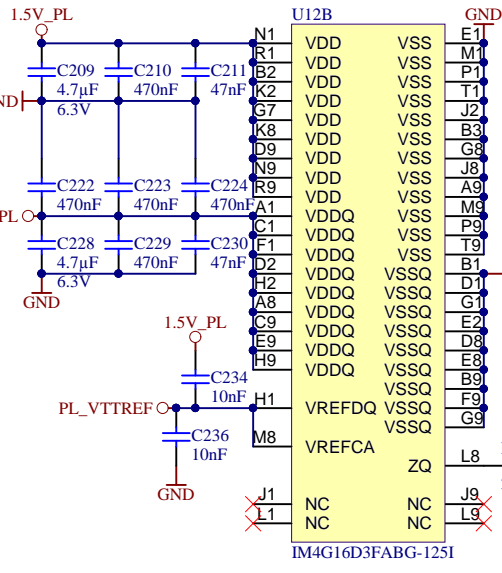 1.5V_PL
U12B
GND
N1 VDD VSS E1
R1 VDD VSS M1
C209 C210 C211 B2 VDD VSS P1
4.7µF 470nF 47nF K2 VDD VSS T1
6.3V
ND
G7 VDD VSS J2
K8 VDD VSS B3
D9 VDD VSS G8
N9 VDD VSS J8
C222 C223 C224 R9 VDD VSS A9
470nF 470nF 470nF A1 VDDQ VSS M9
PL
C1 VDDQ VSS P9
C228 C229 C230 F1 VDDQ VSS T9
4.7µF 470nF 47nF D2 VDDQ VSSQ B1
6.3V
H2 VDDQ VSSQ D1
GND
A8 VDDQ VSSQ G1
1.5V_PL
C9 VDDQ VSSQ E2
E9 VDDQ VSSQ D8
H9 VDDQ VSSQ E8
C234
10nF
VSSQ B9
PL_VTTREF H1 VREFDQ VSSQ F9
VSSQ G9
C236
10nF
M8 VREFCA
ZQ L8
GND
J1 NC NC J9
L1 NC NC L9
IM4G16D3FABG-125I